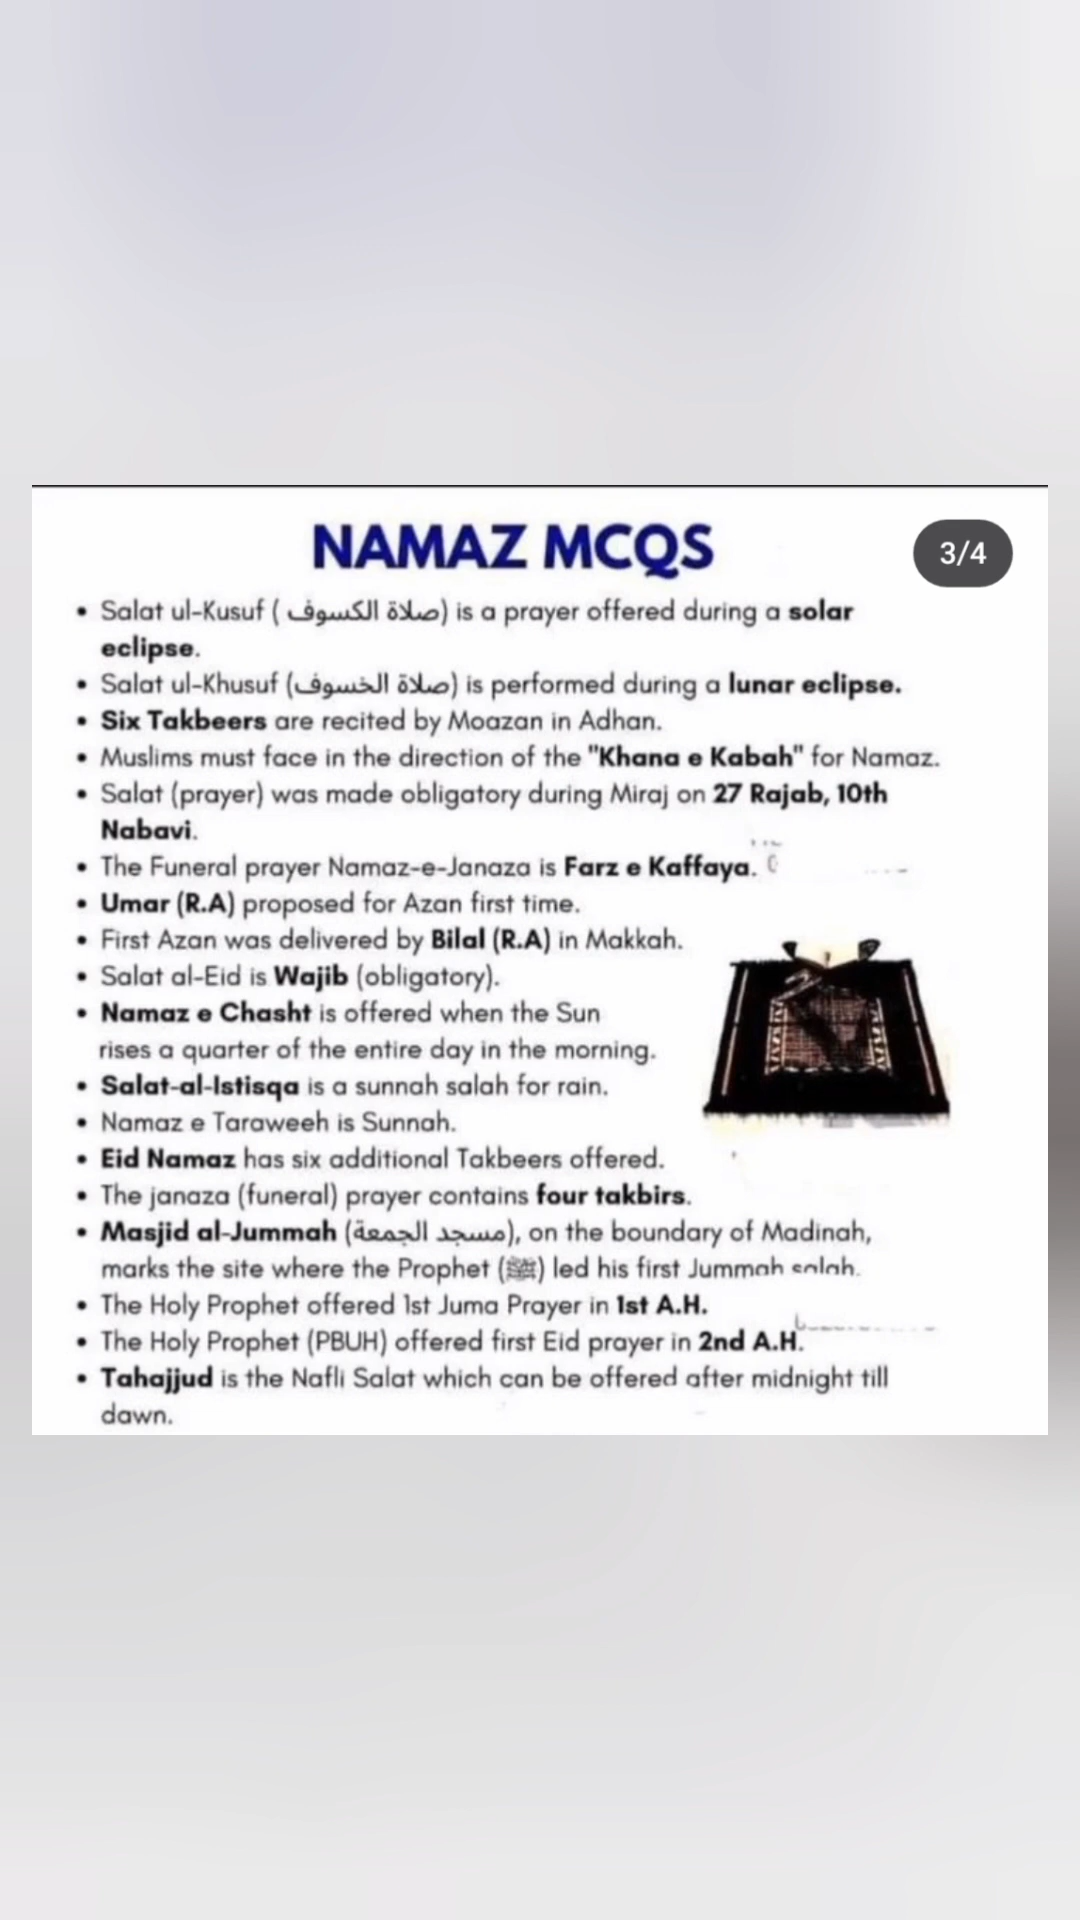 NAMAZ MCQS
3/4
• Salat ul-Kusuf ( صلاة الكسوف) is a prayer offered during a solar
eclipse.
• Salat ul-Khusuf (صلاة الخسوف) is performed during a lunar eclipse.
• Six Takbeers are recited by Moazan in Adhan.
• Muslims must face in the direction of the "Khana e Kabah" for Namaz.
• Salat (prayer) was made obligatory during Miraj on 27 Rajab, 10th
Nabavi.
• The Funeral prayer Namaz-e-Janaza is Farz e Kaffaya.
• Umar (R.A) proposed for Azan first time.
• First Azan was delivered by Bilal (R.A) in Makkah.
• Salat al-Eid is Wajib (obligatory).
• Namaz e Chasht is offered when the Sun
rises a quarter of the entire day in the morning.
• Salat-al-Istisqa is a sunnah salah for rain.
• Namaz e Taraweeh is Sunnah.
• Eid Namaz has six additional Takbeers offered.
• The janaza (funeral) prayer contains four takbirs.
• Masjid al-Jummah (مسجد الجمعة), on the boundary of Madinah,
marks the site where the Prophet (ﷺ) led his first Jummah salah.
• The Holy Prophet offered 1st Juma Prayer in 1st A.H.
• The Holy Prophet (PBUH) offered first Eid prayer in 2nd A.H.
• Tahajjud is the Nafli Salat which can be offered after midnight till
dawn.